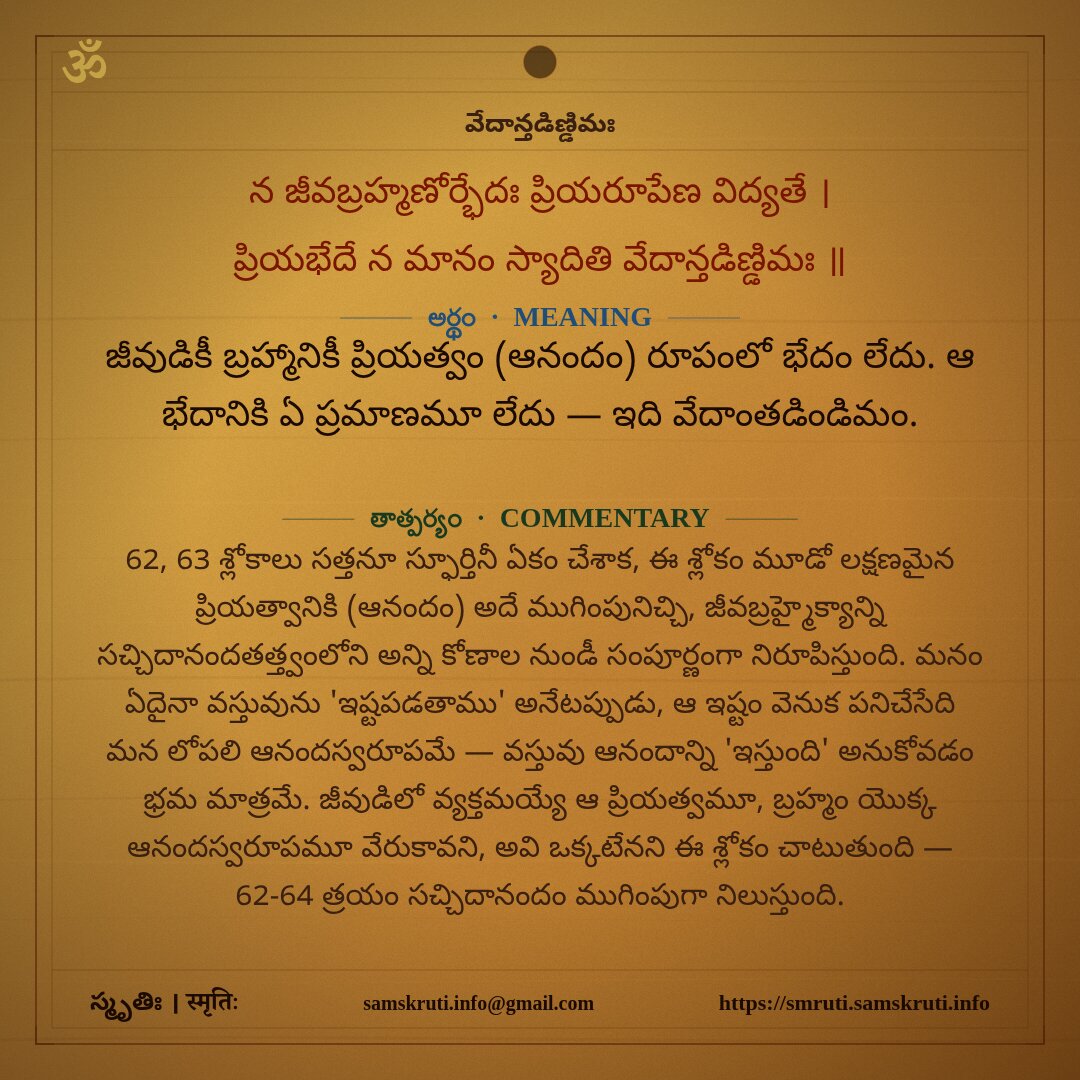 ॐ
వేదాన్తడిణ్డిమః
న జీవబ్రహ్మణోర్భేదః ప్రియరూపేణ విద్యతే ।
ప్రియభేదే న మానం స్యాదితి వేదాన్తడిణ్డిమః ॥
అర్థం · MEANING
జీవుడికీ బ్రహ్మానికీ ప్రియత్వం (ఆనందం) రూపంలో భేదం లేదు. ఆ
భేదానికి ఏ ప్రమాణమూ లేదు — ఇది వేదాంతడిండిమం.
తాత్పర్యం · COMMENTARY
62, 63 శ్లోకాలు సత్తనూ స్ఫూర్తినీ ఏకం చేశాక, ఈ శ్లోకం మూడో లక్షణమైన
ప్రియత్వానికి (ఆనందం) అదే ముగింపునిచ్చి, జీవబ్రహ్మైక్యాన్ని
సచ్చిదానందతత్త్వంలోని అన్ని కోణాల నుండీ సంపూర్ణంగా నిరూపిస్తుంది. మనం
ఏదైనా వస్తువును 'ఇష్టపడతాము' అనేటప్పుడు, ఆ ఇష్టం వెనుక పనిచేసేది
మన లోపలి ఆనందస్వరూపమే — వస్తువు ఆనందాన్ని 'ఇస్తుంది' అనుకోవడం
భ్రమ మాత్రమే. జీవుడిలో వ్యక్తమయ్యే ఆ ప్రియత్వమూ, బ్రహ్మం యొక్క
ఆనందస్వరూపమూ వేరుకావని, అవి ఒక్కటేనని ఈ శ్లోకం చాటుతుంది —
62-64 త్రయం సచ్చిదానందం ముగింపుగా నిలుస్తుంది.
స్మృతిః | स्मृतिः samskruti.info@gmail.com https://smruti.samskruti.info